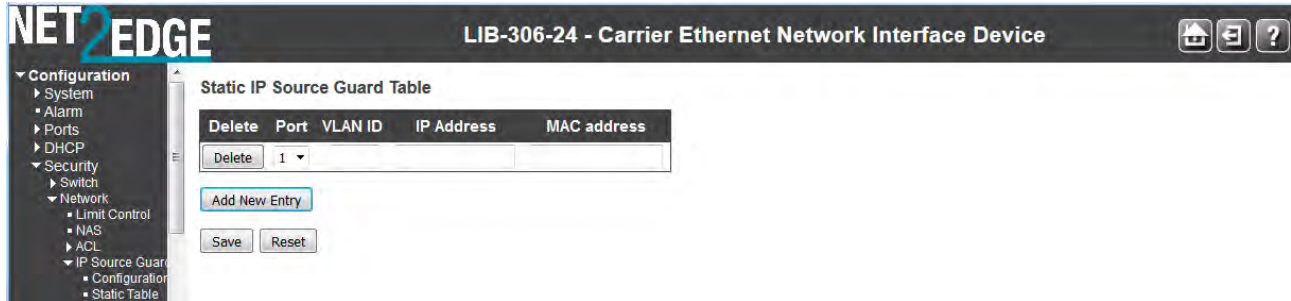 NET2EDGE
LIB-306-24 - Carrier Ethernet Network Interface Device
?
Configuration
System
Alarm
Ports
DHCP
Security
Switch
Network
Limit Control
NAS
ACL
IP Source Guard
Configuration
Static Table
Static IP Source Guard Table
Delete Port VLAN ID IP Address MAC address
Delete 1
Add New Entry
Save Reset